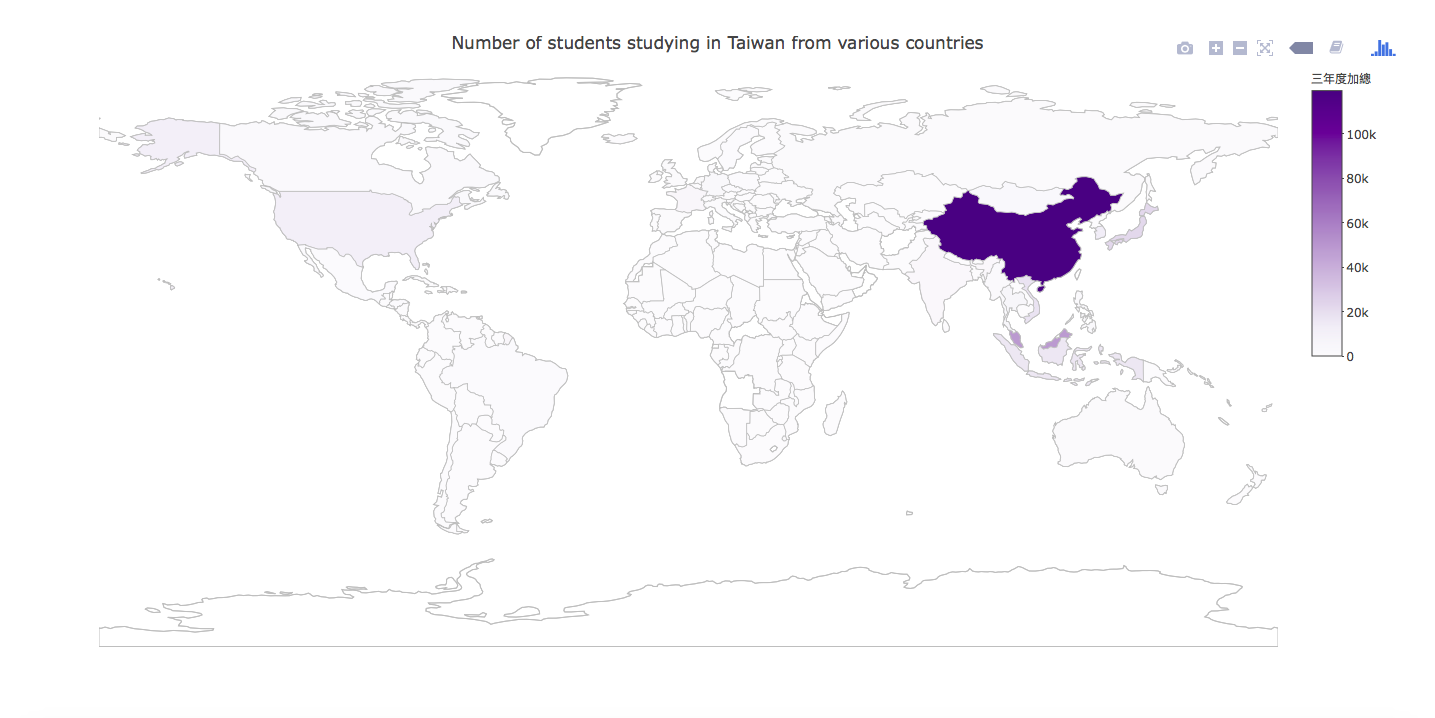 Number of students studying in Taiwan from various countries
三年度加總
100k
80k
60k
40k
20k
0